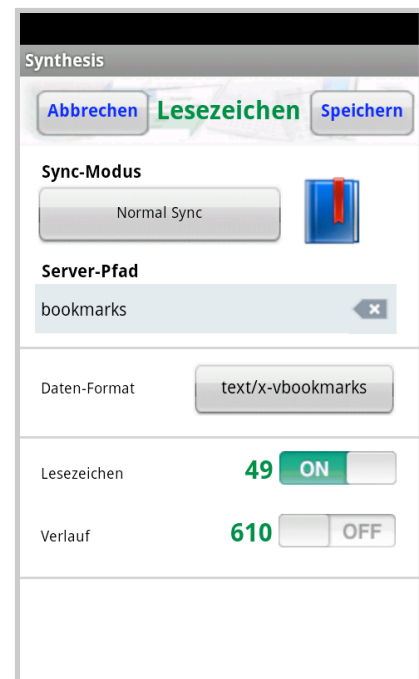 Synthesis
Abbrechen Lesezeichen Speichern
Sync-Modus
Normal Sync
Server-Pfad
bookmarks
Daten-Format text/x-vbookmarks
Lesezeichen 49 ON
Verlauf 610 OFF